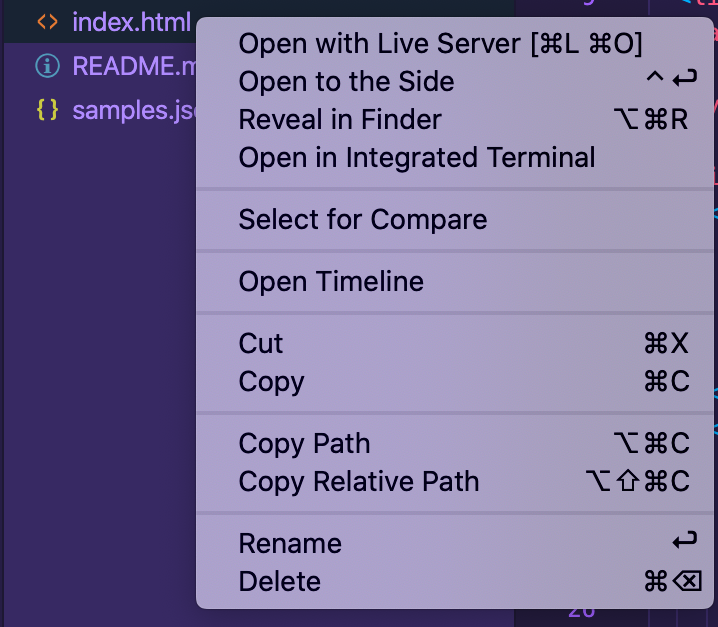 index.html
README.m
samples.js
Open with Live Server [⌘L ⌘O]
Open to the Side ^ ↩
Reveal in Finder ⌥⌘R
Open in Integrated Terminal
Select for Compare
Open Timeline
Cut ⌘X
Copy ⌘C
Copy Path ⌥⌘C
Copy Relative Path ⌥⇧⌘C
Rename ↩
Delete ⌘⌫